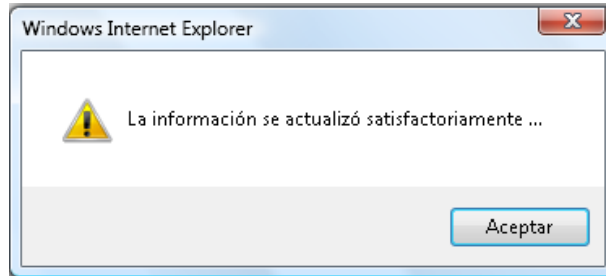 Windows Internet Explorer
La información se actualizó satisfactoriamente ...
Aceptar